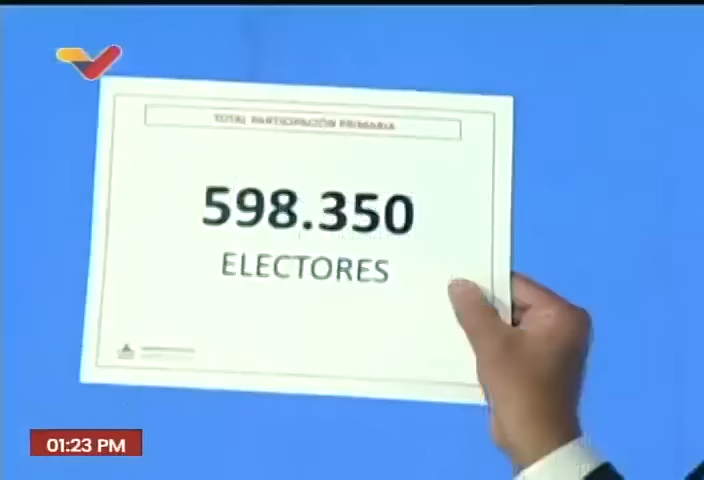 TOTAL PARTICIPACIÓN PRIMARIA
598.350
ELECTORES
01:23 PM